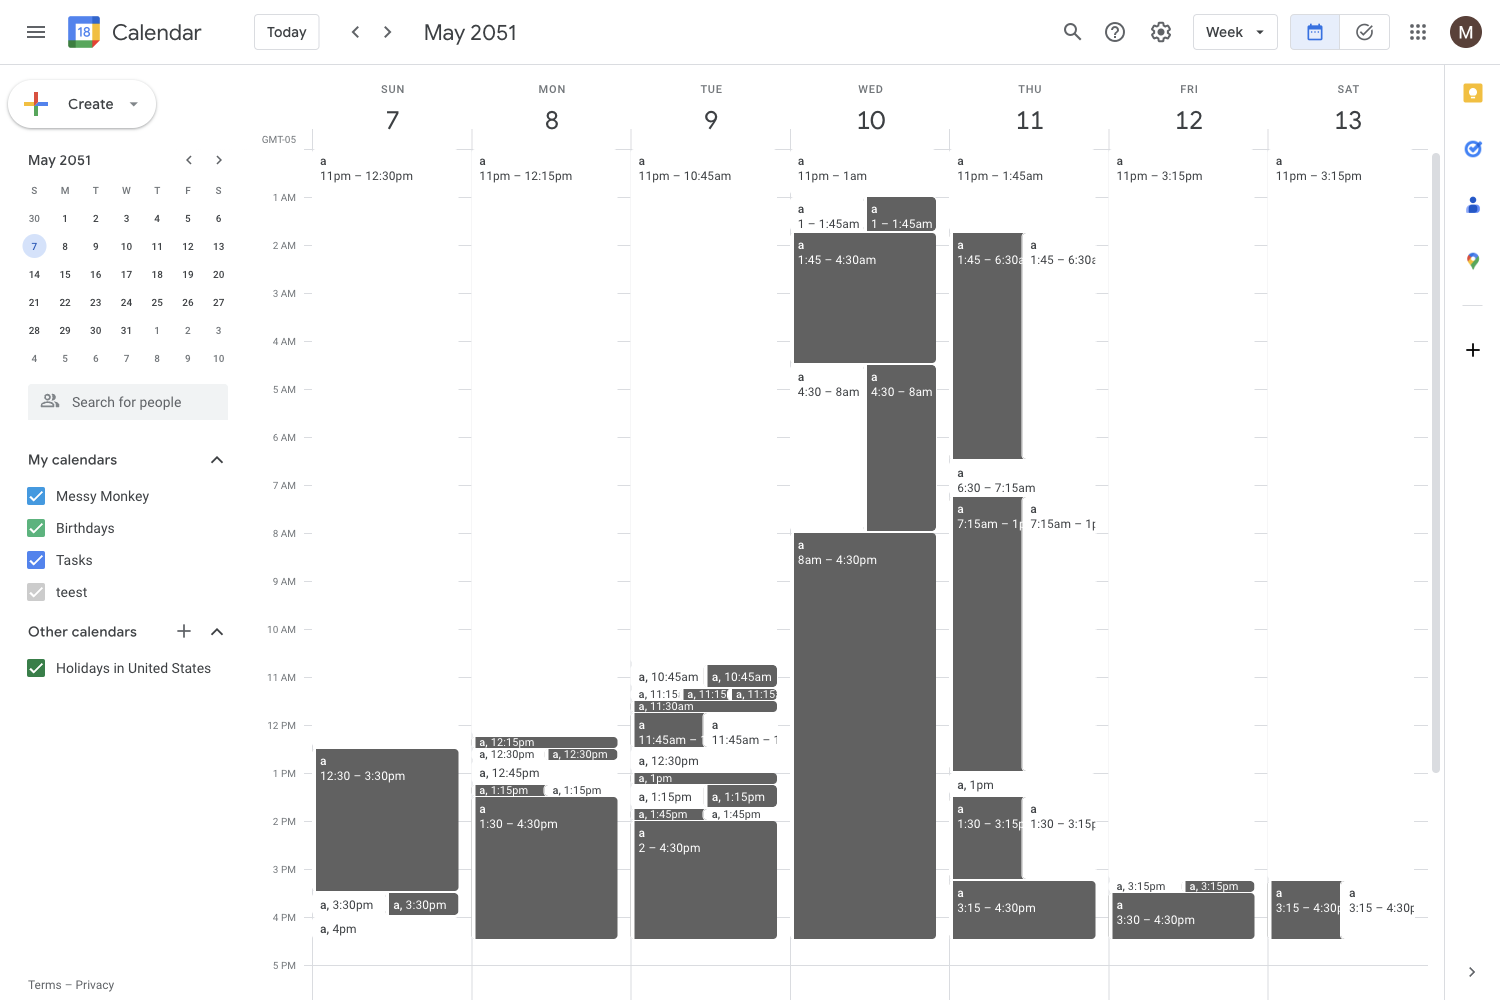 18 Calendar Today May 2051 Week M
Create
May 2051
S M T W T F S
30 1 2 3 4 5 6
7 8 9 10 11 12 13
14 15 16 17 18 19 20
21 22 23 24 25 26 27
28 29 30 31 1 2 3
4 5 6 7 8 9 10
Search for people
My calendars
Messy Monkey
Birthdays
Tasks
teest
Other calendars
Holidays in United States
Terms – Privacy
SUN MON TUE WED THU FRI SAT
7 8 9 10 11 12 13
GMT-05
1 AM
2 AM
3 AM
4 AM
5 AM
6 AM
7 AM
8 AM
9 AM
10 AM
11 AM
12 PM
1 PM
2 PM
3 PM
4 PM
5 PM
a
11pm – 12:30pm
a
12:30 – 3:30pm
a, 3:30pm
a, 3:30pm
a, 4pm
a
11pm – 12:15pm
a, 12:15pm
a, 12:30pm
a, 12:30pm
a, 12:45pm
a, 1:15pm
a, 1:15pm
a
1:30 – 4:30pm
a
11pm – 10:45am
a, 10:45am
a, 10:45am
a, 11:15
a, 11:15
a, 11:15
a, 11:30am
a
11:45am –
a
11:45am – 1
a, 12:30pm
a, 1pm
a, 1:15pm
a, 1:15pm
a, 1:45pm
a, 1:45pm
a
2 – 4:30pm
a
11pm – 1am
a
1 – 1:45am
a
1 – 1:45am
a
1:45 – 4:30am
a
4:30 – 8am
a
4:30 – 8am
a
8am – 4:30pm
a
11pm – 1:45am
a
1:45 – 6:30a
a
1:45 – 6:30a
a
6:30 – 7:15am
a
7:15am – 1p
a
7:15am – 1p
a, 1pm
a
1:30 – 3:15p
a
1:30 – 3:15p
a
3:15 – 4:30pm
a
11pm – 3:15pm
a, 3:15pm
a, 3:15pm
a
3:30 – 4:30pm
a
11pm – 3:15pm
a
3:15 – 4:30p
a
3:15 – 4:30p